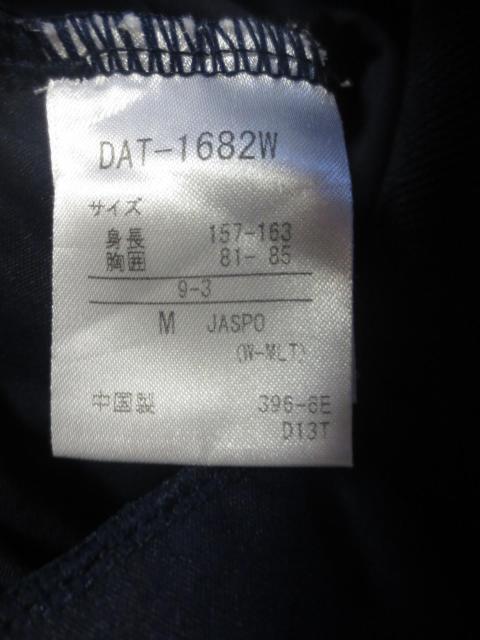 DAT-1682W
サイズ
身長 157-163
胸囲 81- 85
9-3
M JASPO
(W-MLT)
中国製 396-6E
D13T